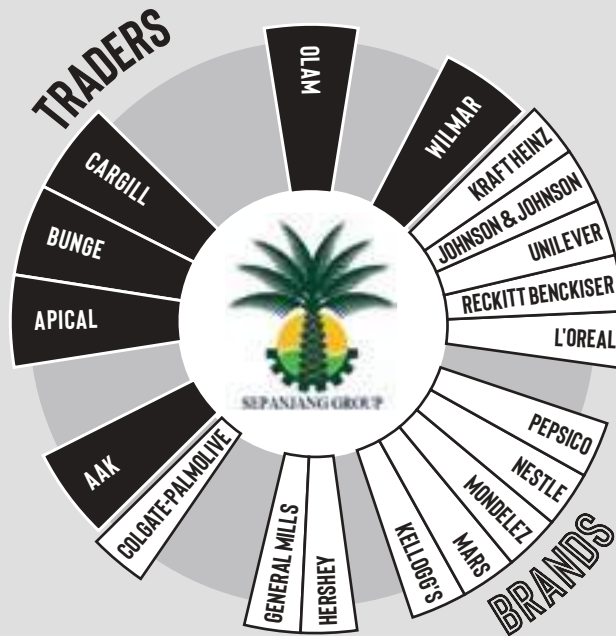 TRADERS
OLAM
WILMAR
CARGILL
BUNGE
APICAL
AAK
KRAFT HEINZ
JOHNSON & JOHNSON
UNILEVER
RECKITT BENCKISER
L'OREAL
PEPSICO
NESTLE
MONDELEZ
MARS
KELLOGG'S
HERSHEY
GENERAL MILLS
COLGATE-PALMOLIVE
SEPANJANG GROUP
BRANDS